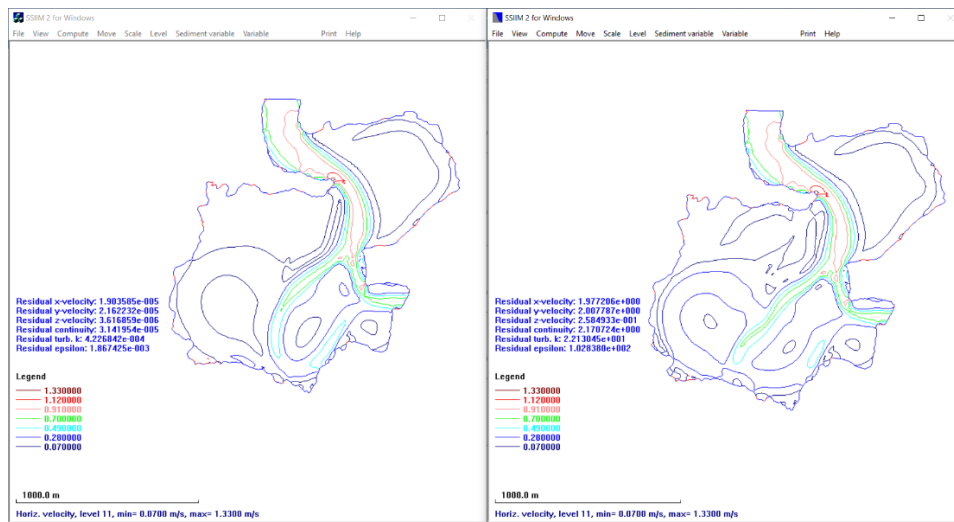 SSIIM 2 for Windows
File View Compute Move Scale Level Sediment variable Variable Print Help
Residual x-velocity: 1.903585e-005
Residual y-velocity: 2.162232e-005
Residual z-velocity: 3.616859e-006
Residual continuity: 3.141954e-005
Residual turb. k: 4.226842e-004
Residual epsilon: 1.867425e-003
Legend
1.330000
1.120000
0.910000
0.700000
0.490000
0.280000
0.070000
1000.0 m
Horiz. velocity, level 11, min= 0.0700 m/s, max= 1.3300 m/s
SSIIM 2 for Windows
File View Compute Move Scale Level Sediment variable Variable Print Help
Residual x-velocity: 1.977206e+000
Residual y-velocity: 2.007787e+000
Residual z-velocity: 2.584933e-001
Residual continuity: 2.170724e+000
Residual turb. k: 2.213045e+001
Residual epsilon: 1.028380e+002
Legend
1.330000
1.120000
0.910000
0.700000
0.490000
0.280000
0.070000
1000.0 m
Horiz. velocity, level 11, min= 0.0700 m/s, max= 1.3300 m/s